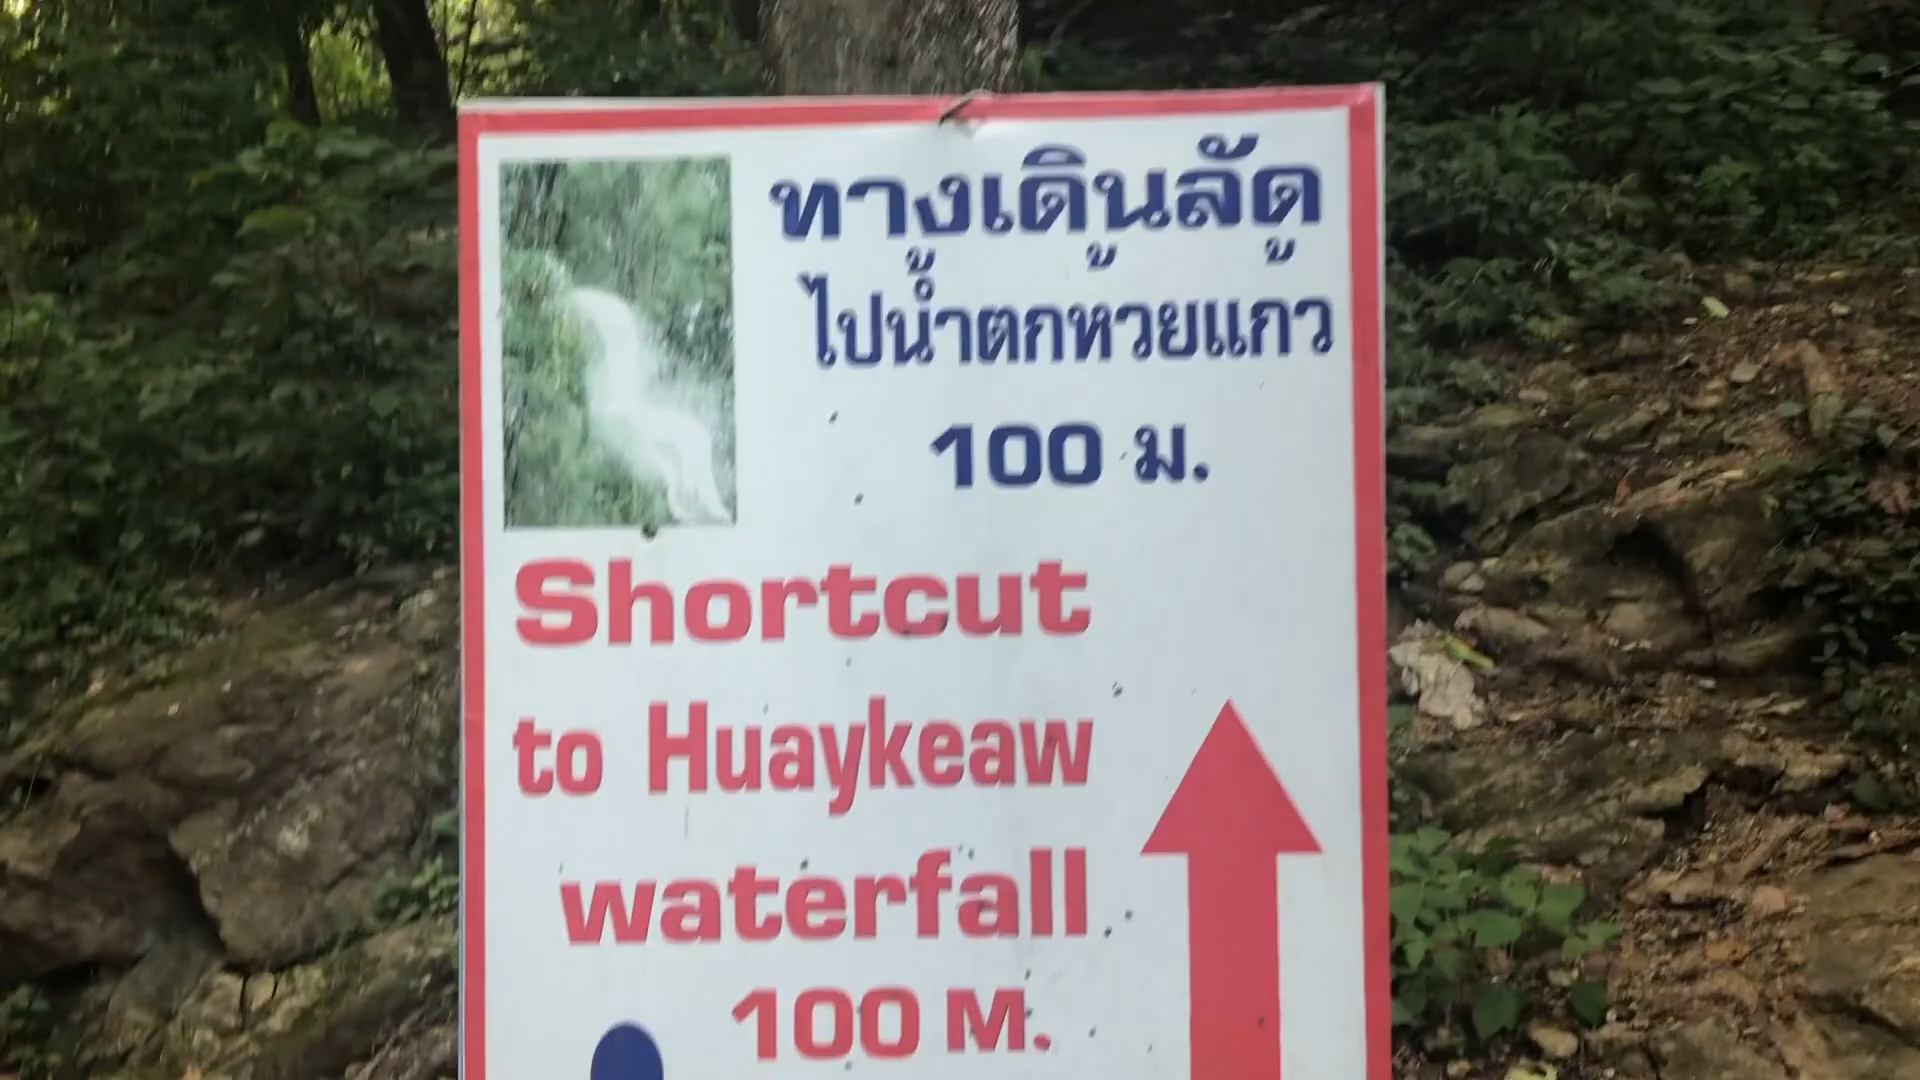 ทางเดินลัด
ไปน้ำตกหวยแกว
100 ม.
Shortcut
to Huaykeaw
waterfall
100 M.